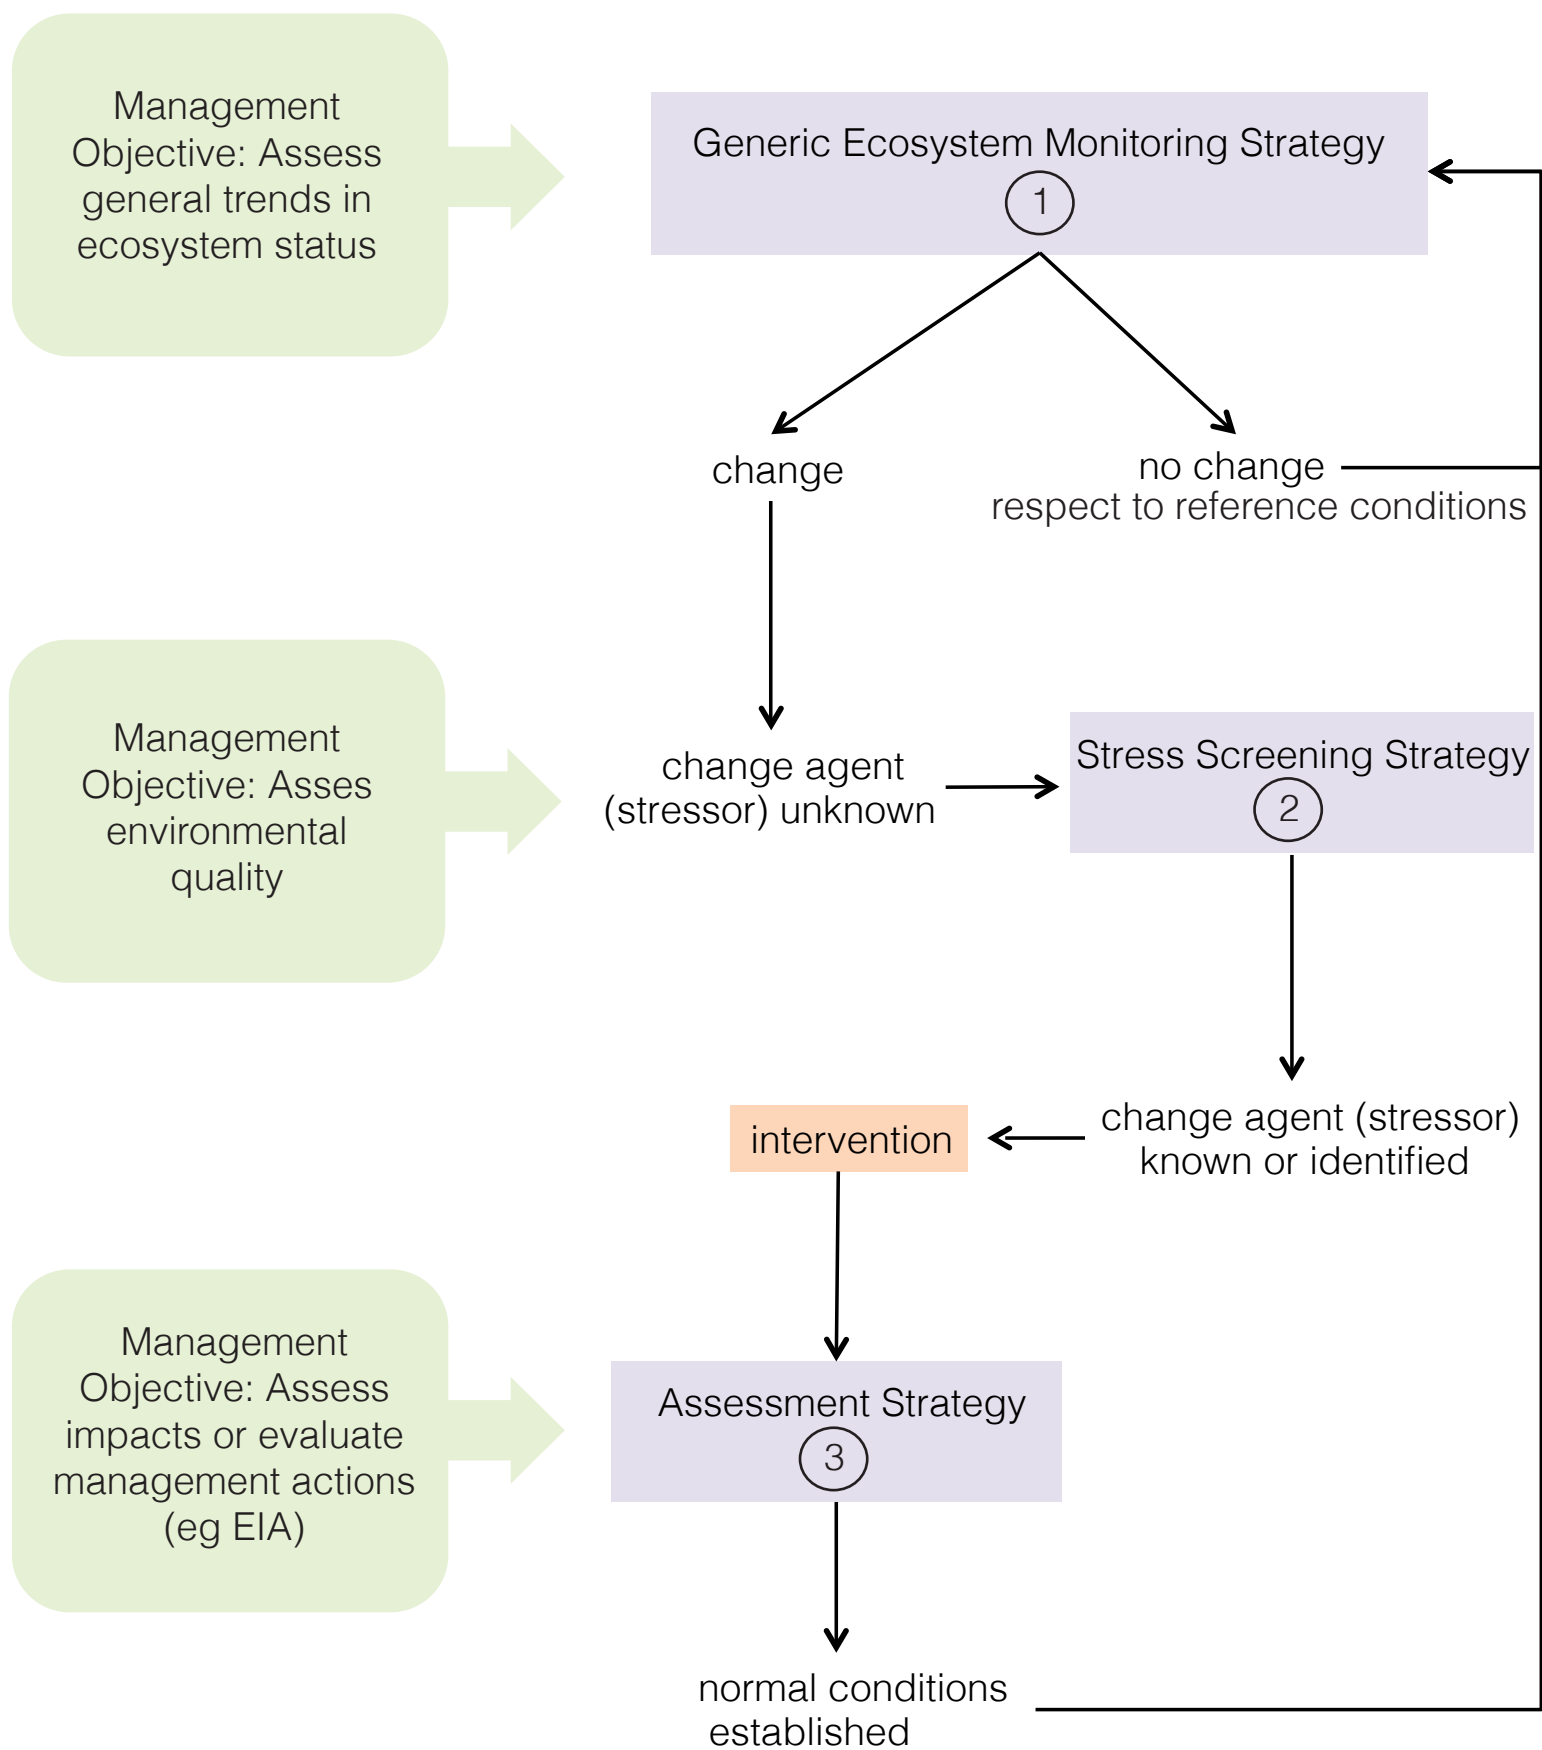 Management
Objective: Assess
general trends in
ecosystem status
Generic Ecosystem Monitoring Strategy
1
change
no change
respect to reference conditions
Management
Objective: Asses
environmental
quality
change agent
(stressor) unknown
Stress Screening Strategy
2
change agent (stressor)
known or identified
intervention
Management
Objective: Assess
impacts or evaluate
management actions
(eg EIA)
Assessment Strategy
3
normal conditions
established